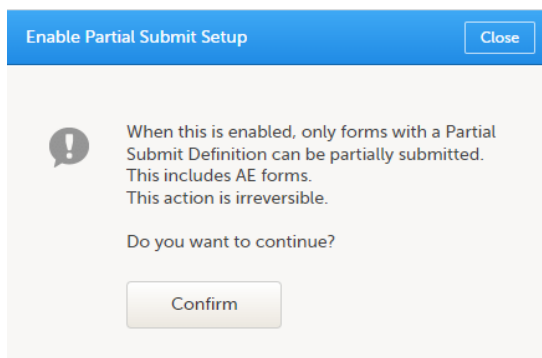 Enable Partial Submit Setup
Close
When this is enabled, only forms with a Partial
Submit Definition can be partially submitted.
This includes AE forms.
This action is irreversible.
Do you want to continue?
Confirm